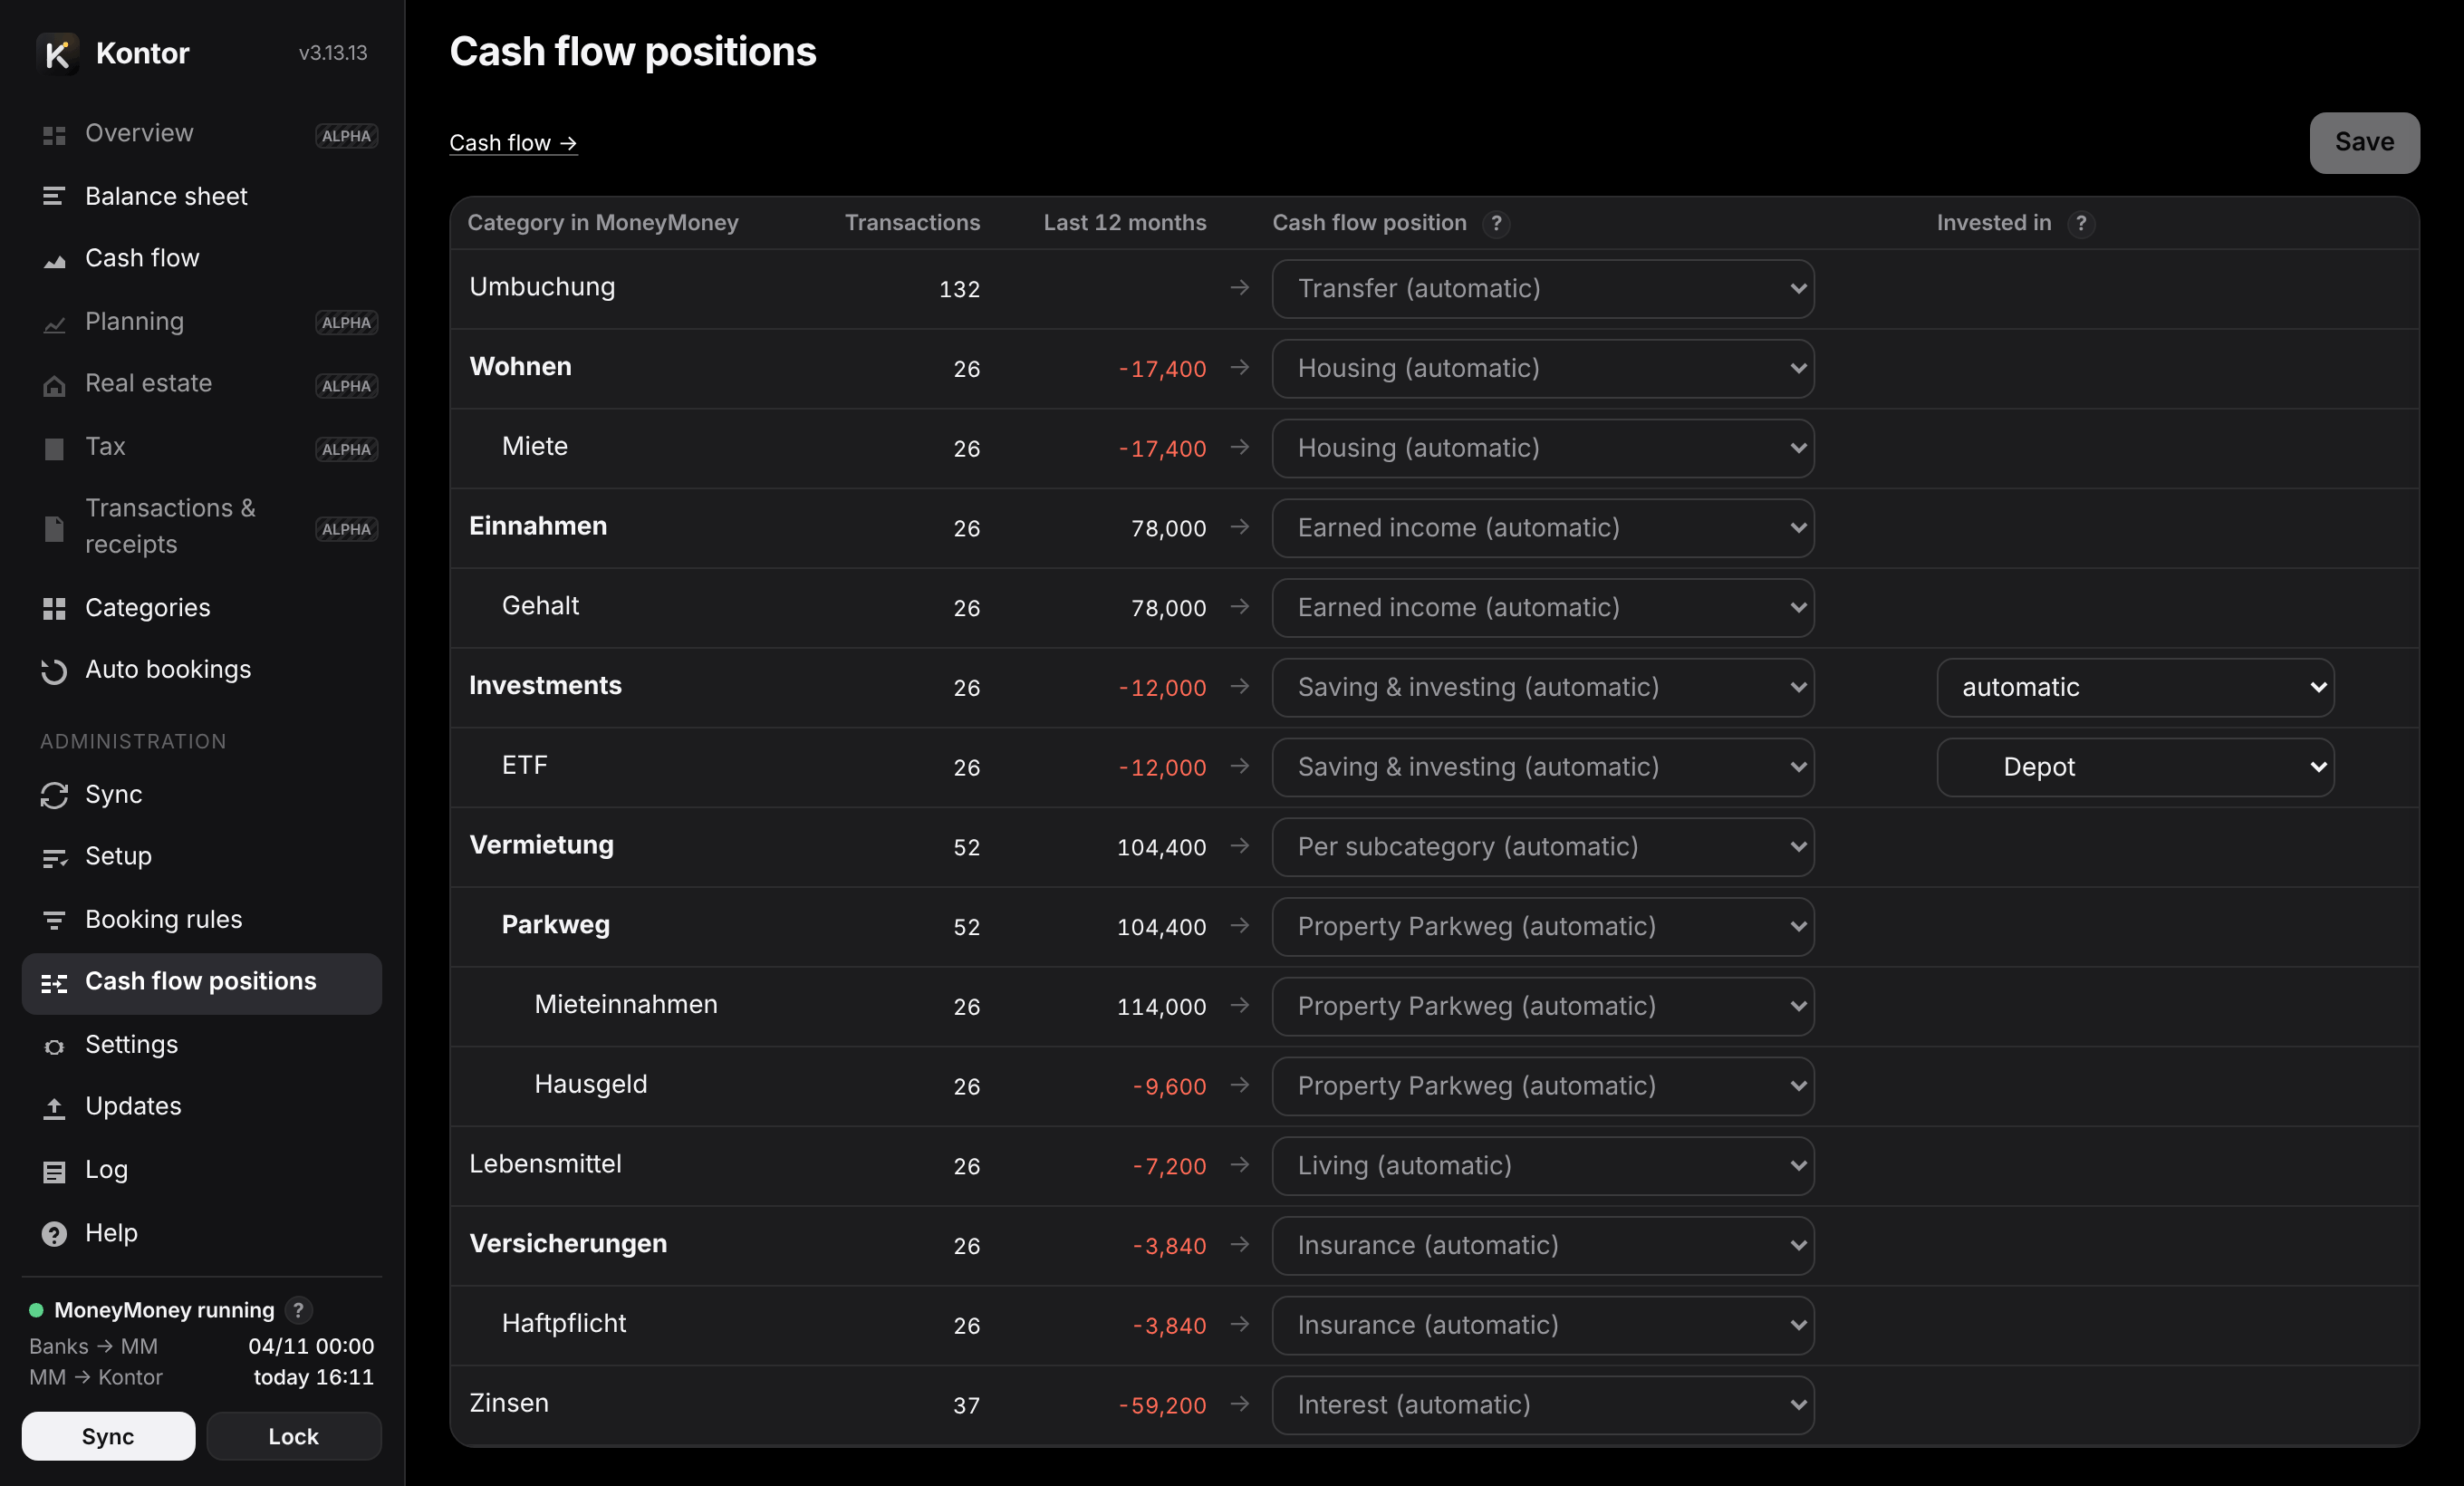 Kontor v3.13.13
Overview ALPHA
Balance sheet
Cash flow
Planning ALPHA
Real estate ALPHA
Tax ALPHA
Transactions &
receipts ALPHA
Categories
Auto bookings
ADMINISTRATION
Sync
Setup
Booking rules
Cash flow positions
Settings
Updates
Log
Help
MoneyMoney running ?
Banks → MM 04/11 00:00
MM → Kontor today 16:11
Sync Lock
Cash flow positions
Cash flow →
Save
Category in MoneyMoney Transactions Last 12 months Cash flow position ? Invested in ?
Umbuchung 132 → Transfer (automatic)
Wohnen 26 -17,400 → Housing (automatic)
Miete 26 -17,400 → Housing (automatic)
Einnahmen 26 78,000 → Earned income (automatic)
Gehalt 26 78,000 → Earned income (automatic)
Investments 26 -12,000 → Saving & investing (automatic) automatic
ETF 26 -12,000 → Saving & investing (automatic) Depot
Vermietung 52 104,400 → Per subcategory (automatic)
Parkweg 52 104,400 → Property Parkweg (automatic)
Mieteinnahmen 26 114,000 → Property Parkweg (automatic)
Hausgeld 26 -9,600 → Property Parkweg (automatic)
Lebensmittel 26 -7,200 → Living (automatic)
Versicherungen 26 -3,840 → Insurance (automatic)
Haftpflicht 26 -3,840 → Insurance (automatic)
Zinsen 37 -59,200 → Interest (automatic)